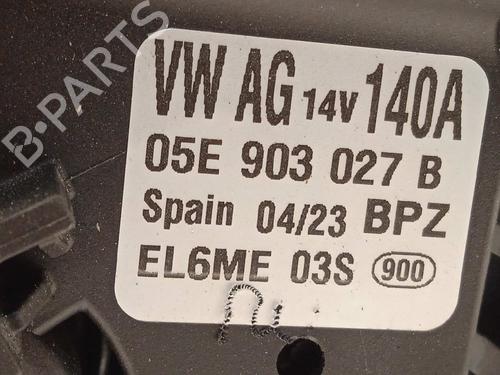 B-PARTS
VW AG 14V 140A
05E 903 027 B
Spain 04/23 BPZ
EL6ME 03S 900